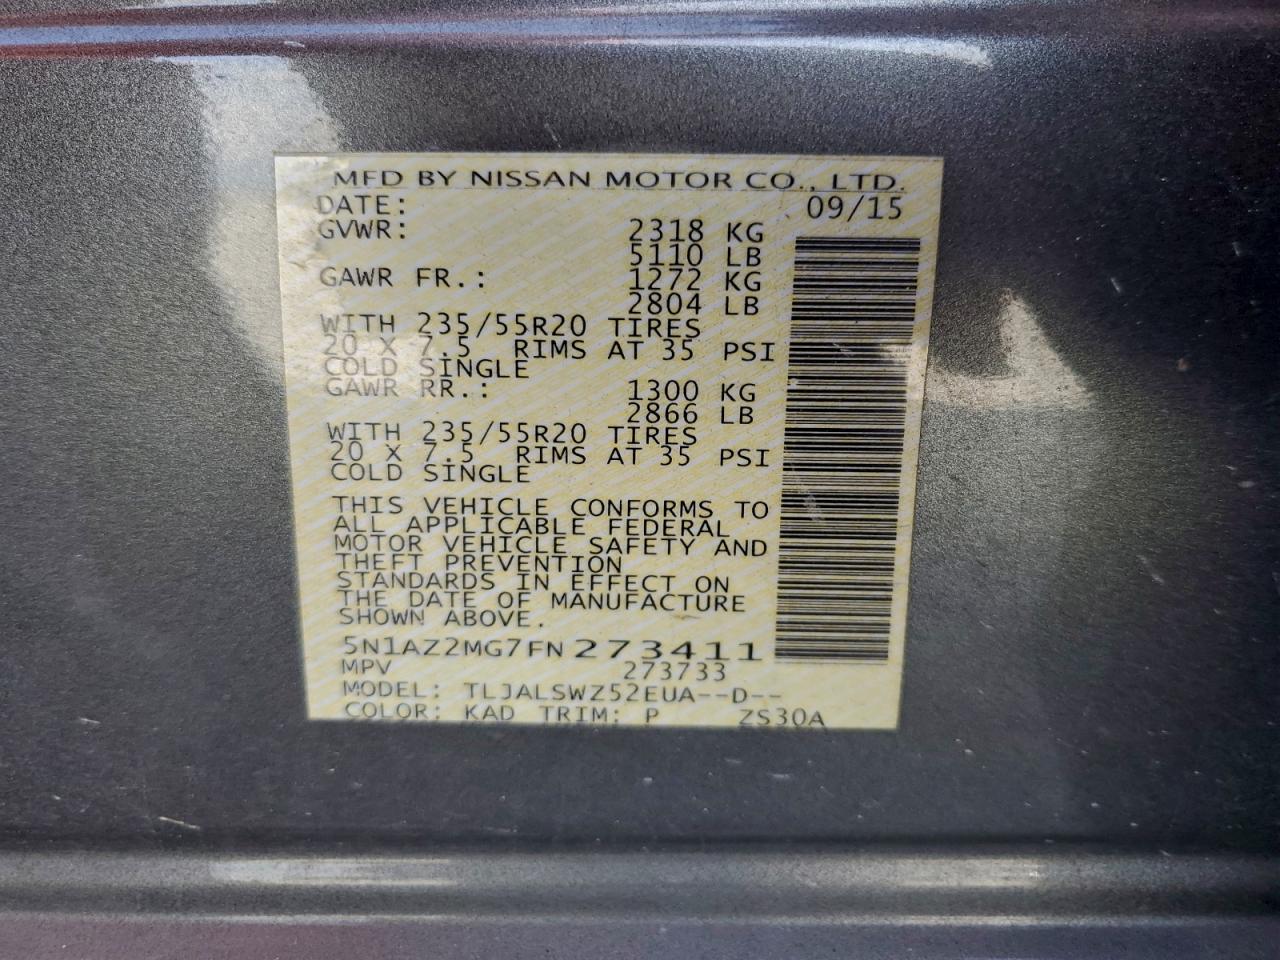 MFD BY NISSAN MOTOR CO., LTD.
DATE: 09/15
GVWR: 2318 KG
5110 LB
GAWR FR.: 1272 KG
2804 LB
WITH 235/55R20 TIRES
20 X 7.5 RIMS AT 35 PSI
COLD SINGLE
GAWR RR.: 1300 KG
2866 LB
WITH 235/55R20 TIRES
20 X 7.5 RIMS AT 35 PSI
COLD SINGLE
THIS VEHICLE CONFORMS TO
ALL APPLICABLE FEDERAL
MOTOR VEHICLE SAFETY AND
THEFT PREVENTION
STANDARDS IN EFFECT ON
THE DATE OF MANUFACTURE
SHOWN ABOVE.
5N1AZ2MG7FN273411
MPV 273733
MODEL: TLJALSWZ52EUA--D--
COLOR: KAD TRIM: P ZS30A